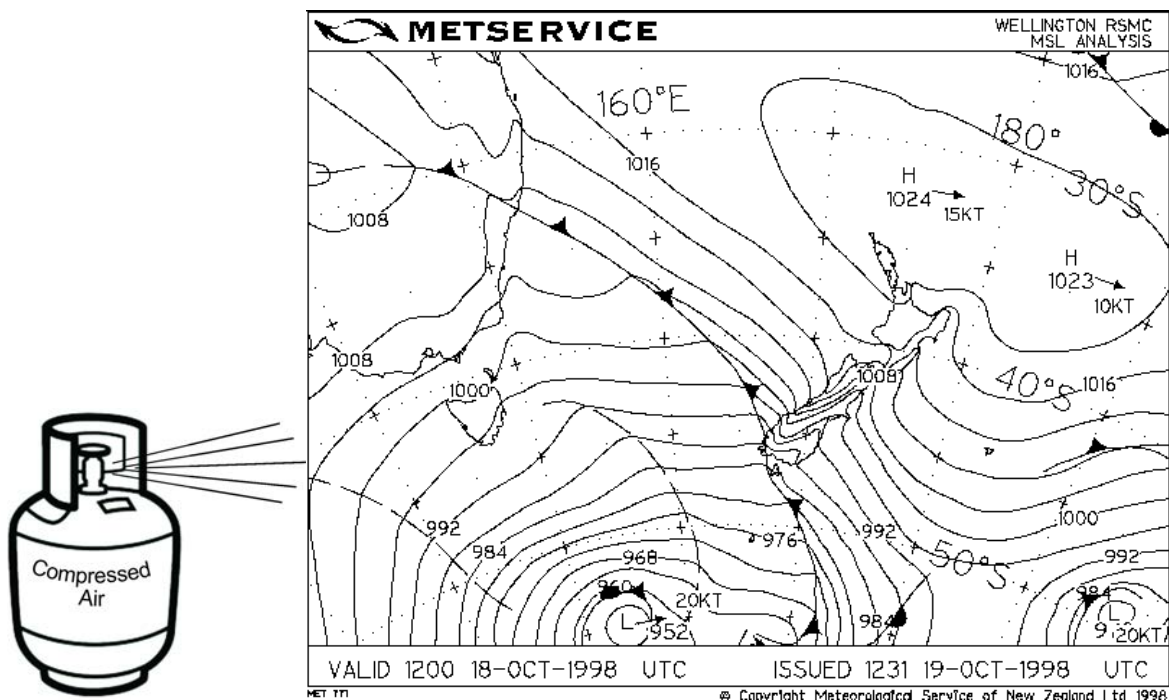 METSERVICE
WELLINGTON RSMC
MSL ANALYSIS
1016
160°E
180°
1016
H
1024
15KT
30°S
1008
H
1023
10KT
1008
1008
1000
40°S
1016
992
984
976
992
1000
968
50°S
992
960
20KT
984
984
L
952
L
20KT
VALID 1200 18-OCT-1998 UTC ISSUED 1231 19-OCT-1998 UTC
MET 777
© Copyright Meteorological Service of New Zealand Ltd 1998
Compressed
Air